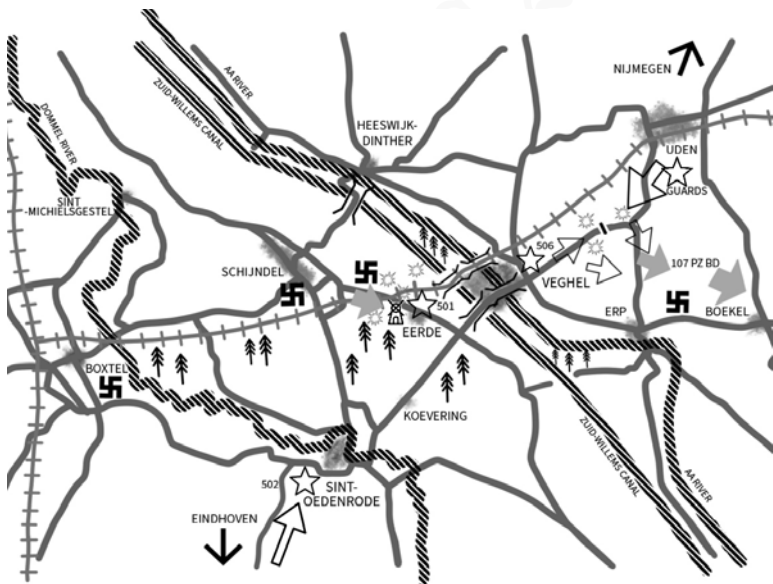 NIJMEGEN
AA RIVER
ZUID-WILLEMS CANAL
DOMMEL RIVER
HEESWIJK-
DINTHER
UDEN
GUARDS
SINT
-MICHIELSGESTEL
506
SCHIJNDEL
107 PZ BD
VEGHEL
501
ERP
BOEKEL
EERDE
BOXTEL
KOEVERING
502
SINT-
OEDENRODE
EINDHOVEN
ZUID-WILLEMS CANAL
AA RIVER